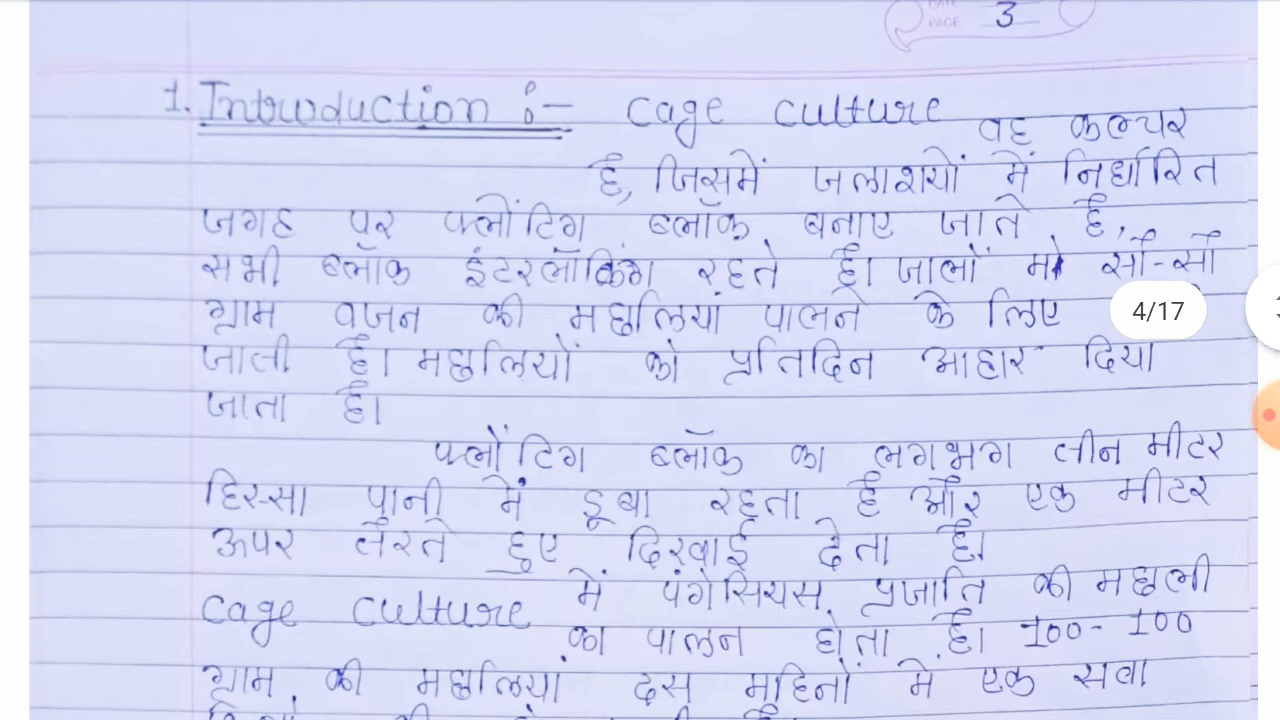 PAGE 3
1. Introduction :- Cage culture वह कल्चर
है, जिसमें जलाशयों में निर्धारित
जगह पर फ्लोंटिग ब्लॉक बनाए जाते है,
सभी ब्लॉक इंटरलॉकिंग रहते है। जालों मे सौ-सौ
ग्राम वजन की मछलियां पालने के लिए
4/17
जाती है। मछलियों को प्रतिदिन आहार दिया
जाता है।
फ्लोंटिग ब्लॉक का लगभग तीन मीटर
हिस्सा पानी में डूबा रहता है और एक मीटर
ऊपर तैरते हुए दिखाई देता है।
Cage culture में पंगेसियस प्रजाति की मछली
का पालन होता है। 100-100
ग्राम की मछलियां दस महिनों में एक सवा